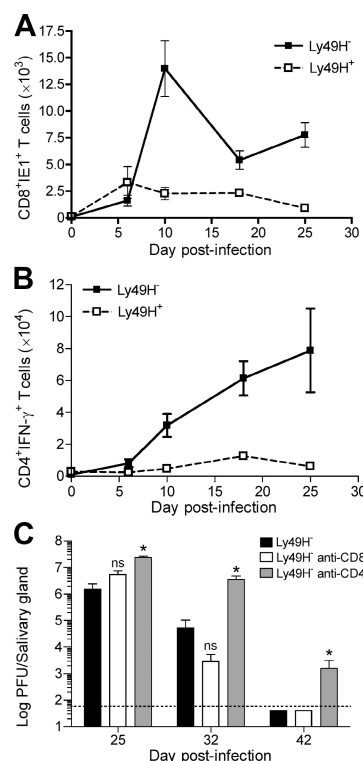 A
17.5
15.0
12.5
10.0
7.5
5.0
2.5
0
CD8⁺IE1⁺ T cells (×10³)
Ly49H⁻
Ly49H⁺
0 5 10 15 20 25 30
Day post-infection
B
12
10
8
6
4
2
0
CD4⁺IFN-γ⁺ T cells (×10⁴)
Ly49H⁻
Ly49H⁺
0 5 10 15 20 25 30
Day post-infection
C
8
7
6
5
4
3
2
1
Log PFU/Salivary gland
Ly49H⁻
Ly49H⁻ anti-CD8
Ly49H⁻ anti-CD4
ns * ns * *
25 32 42
Day post-infection